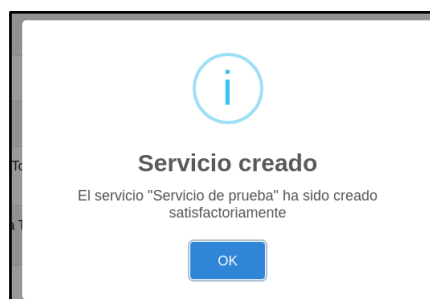 i
Servicio creado
El servicio "Servicio de prueba" ha sido creado
satisfactoriamente
OK